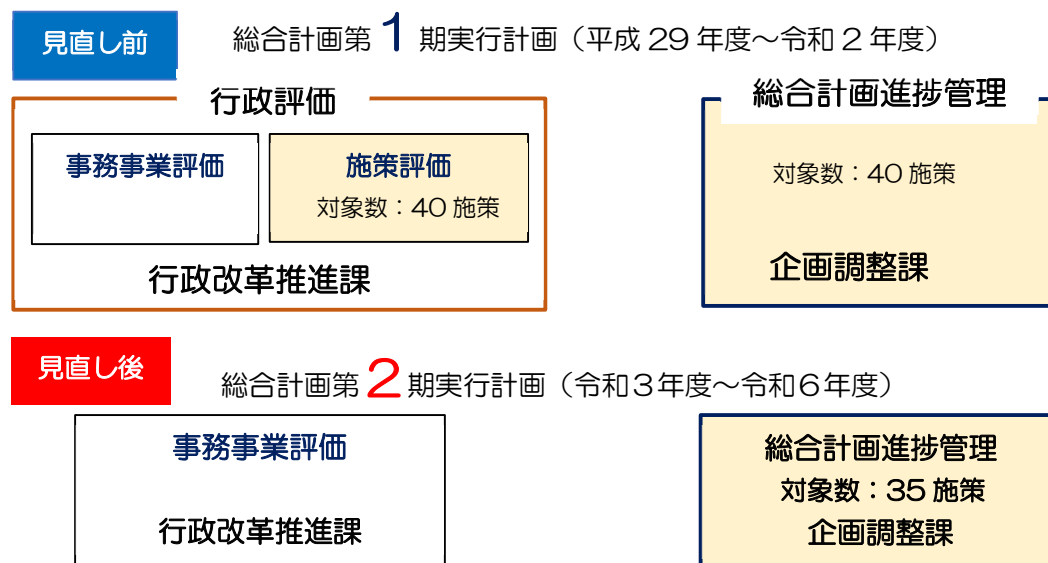 見直し前
総合計画第1期実行計画（平成29年度～令和2年度）
行政評価
事務事業評価
施策評価
対象数：40施策
行政改革推進課
総合計画進捗管理
対象数：40施策
企画調整課
見直し後
総合計画第2期実行計画（令和３年度～令和６年度）
事務事業評価
行政改革推進課
総合計画進捗管理
対象数：35施策
企画調整課